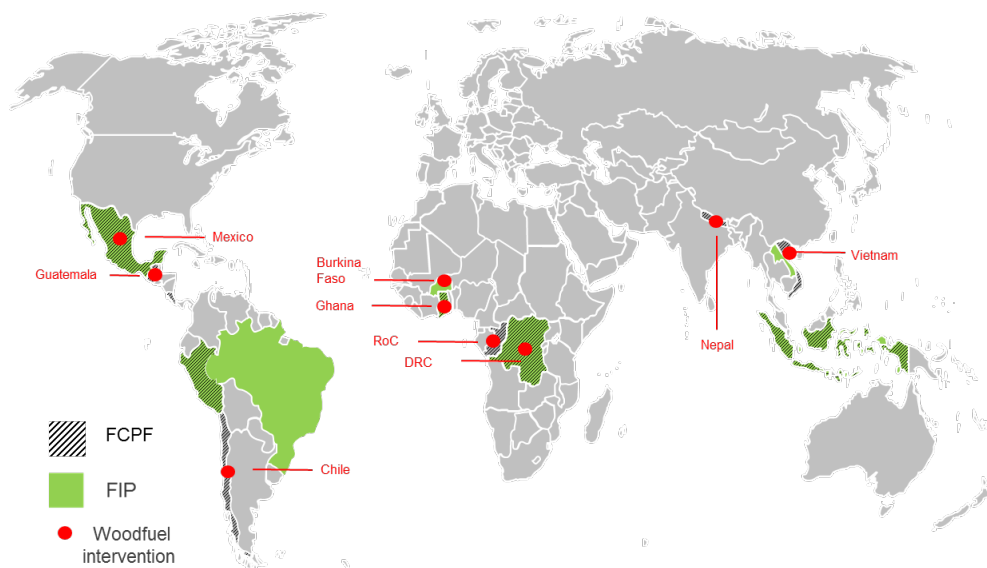 Mexico
Guatemala
Burkina
Faso
Ghana
RoC
DRC
Vietnam
Nepal
Chile
FCPF
FIP
Woodfuel
intervention